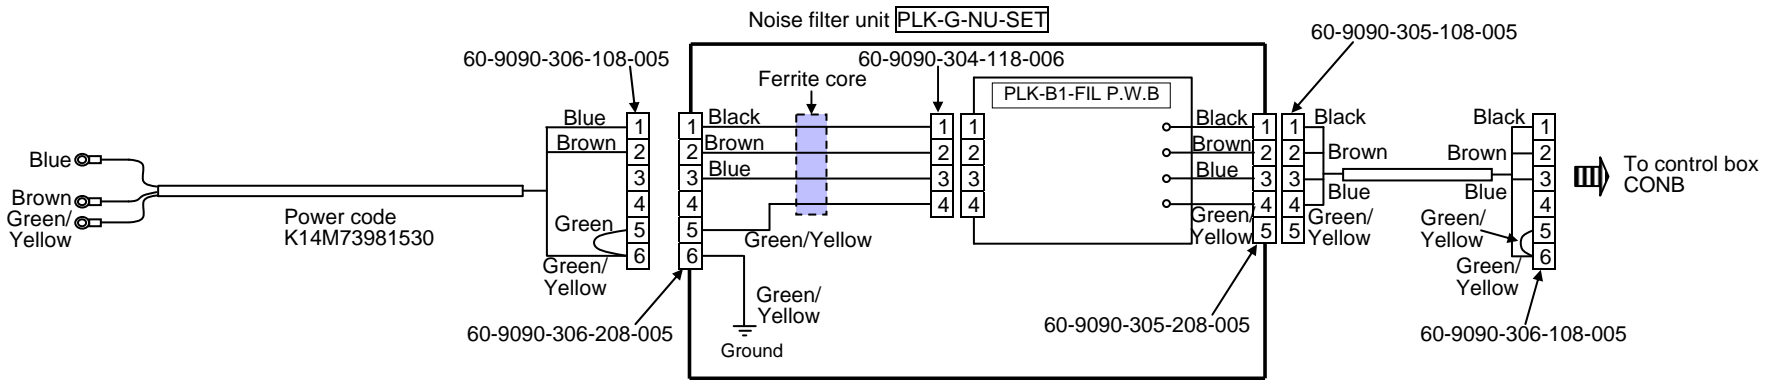 Noise filter unit PLK-G-NU-SET
60-9090-306-108-005
60-9090-304-118-006
60-9090-305-108-005
Ferrite core
PLK-B1-FIL P.W.B
Blue
Brown
Green/
Yellow
Power code
K14M73981530
Blue
Brown
Green
Green/
Yellow
1
2
3
4
5
6
1
2
3
4
5
6
Black
Brown
Blue
Green/Yellow
Green/
Yellow
Ground
1
2
3
4
1
2
3
4
Black
Brown
Blue
Green/
Yellow
1
2
3
4
5
1
2
3
4
5
Black
Brown
Blue
Green/
Yellow
Black
Brown
Blue
Green/
Yellow
Green/
Yellow
1
2
3
4
5
6
To control box
CONB
60-9090-306-208-005
60-9090-305-208-005
60-9090-306-108-005